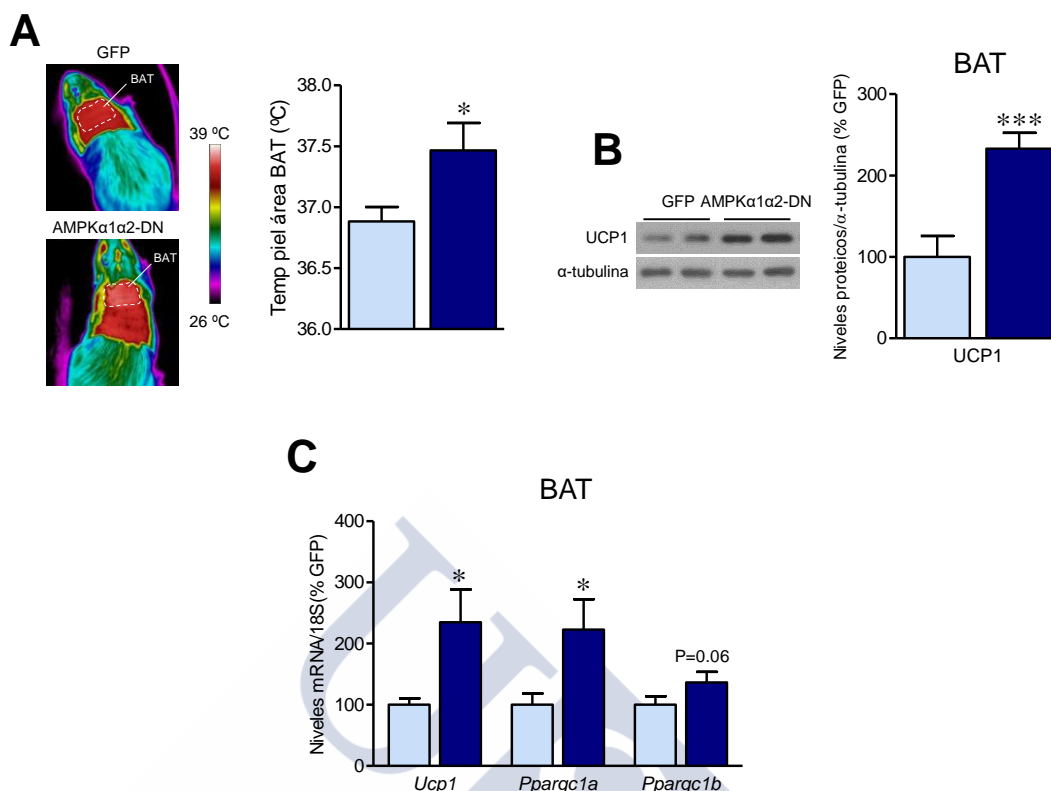 A
GFP
BAT
39 ºC
AMPKα1α2-DN
BAT
26 ºC
Temp piel área BAT (ºC)
38.0
37.5
37.0
36.5
36.0
*
B
GFP AMPKα1α2-DN
UCP1
α-tubulina
BAT
Niveles proteicos/α-tubulina (% GFP)
300
200
100
0
***
UCP1
C
BAT
Niveles mRNA/18S(% GFP)
400
300
200
100
0
*
*
P=0.06
Ucp1 Ppargc1a Ppargc1b